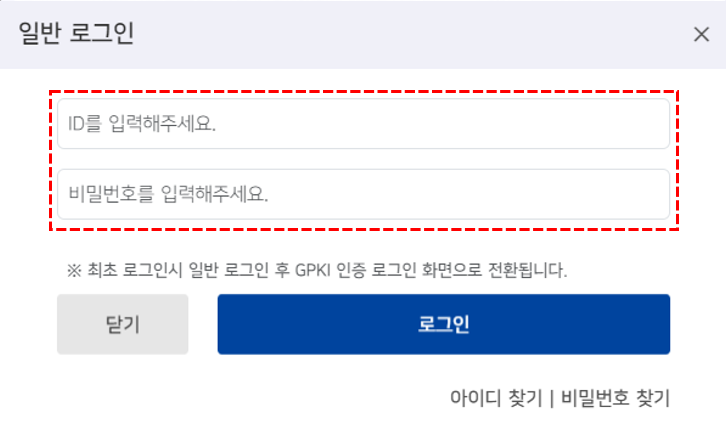 일반 로그인
ID를 입력해주세요.
비밀번호를 입력해주세요.
※ 최초 로그인시 일반 로그인 후 GPKI 인증 로그인 화면으로 전환됩니다.
닫기 로그인
아이디 찾기 | 비밀번호 찾기